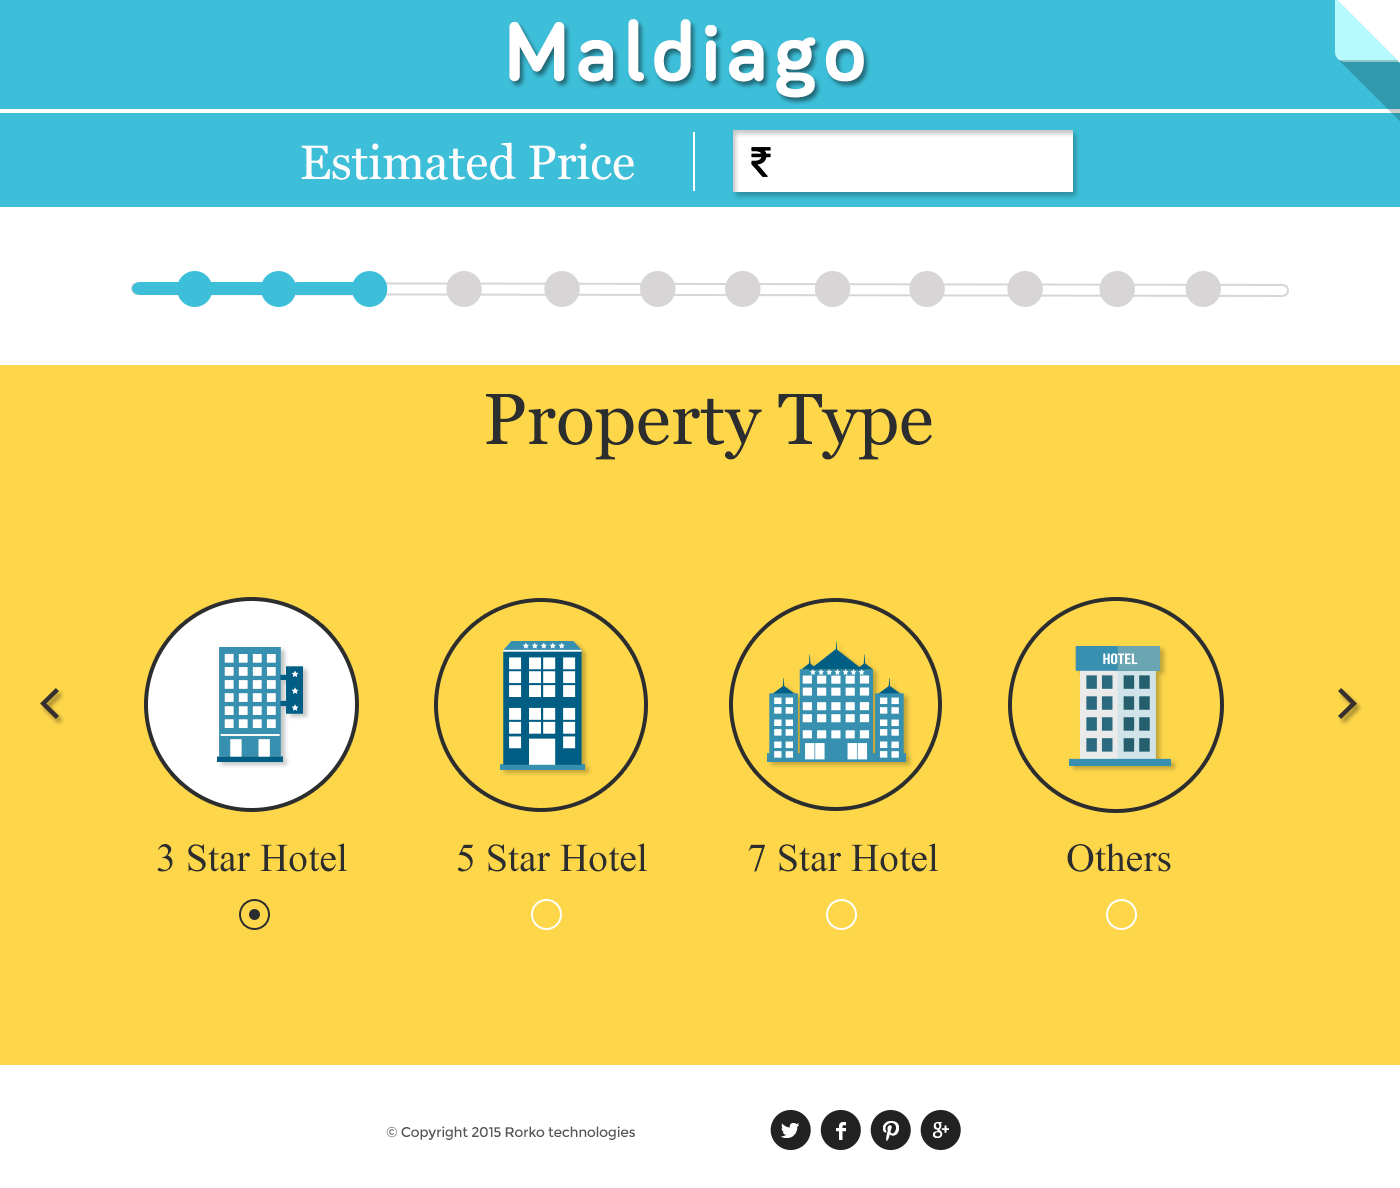 Maldiago
Estimated Price
₹
Property Type
HOTEL
3 Star Hotel
5 Star Hotel
7 Star Hotel
Others
© Copyright 2015 Rorko technologies